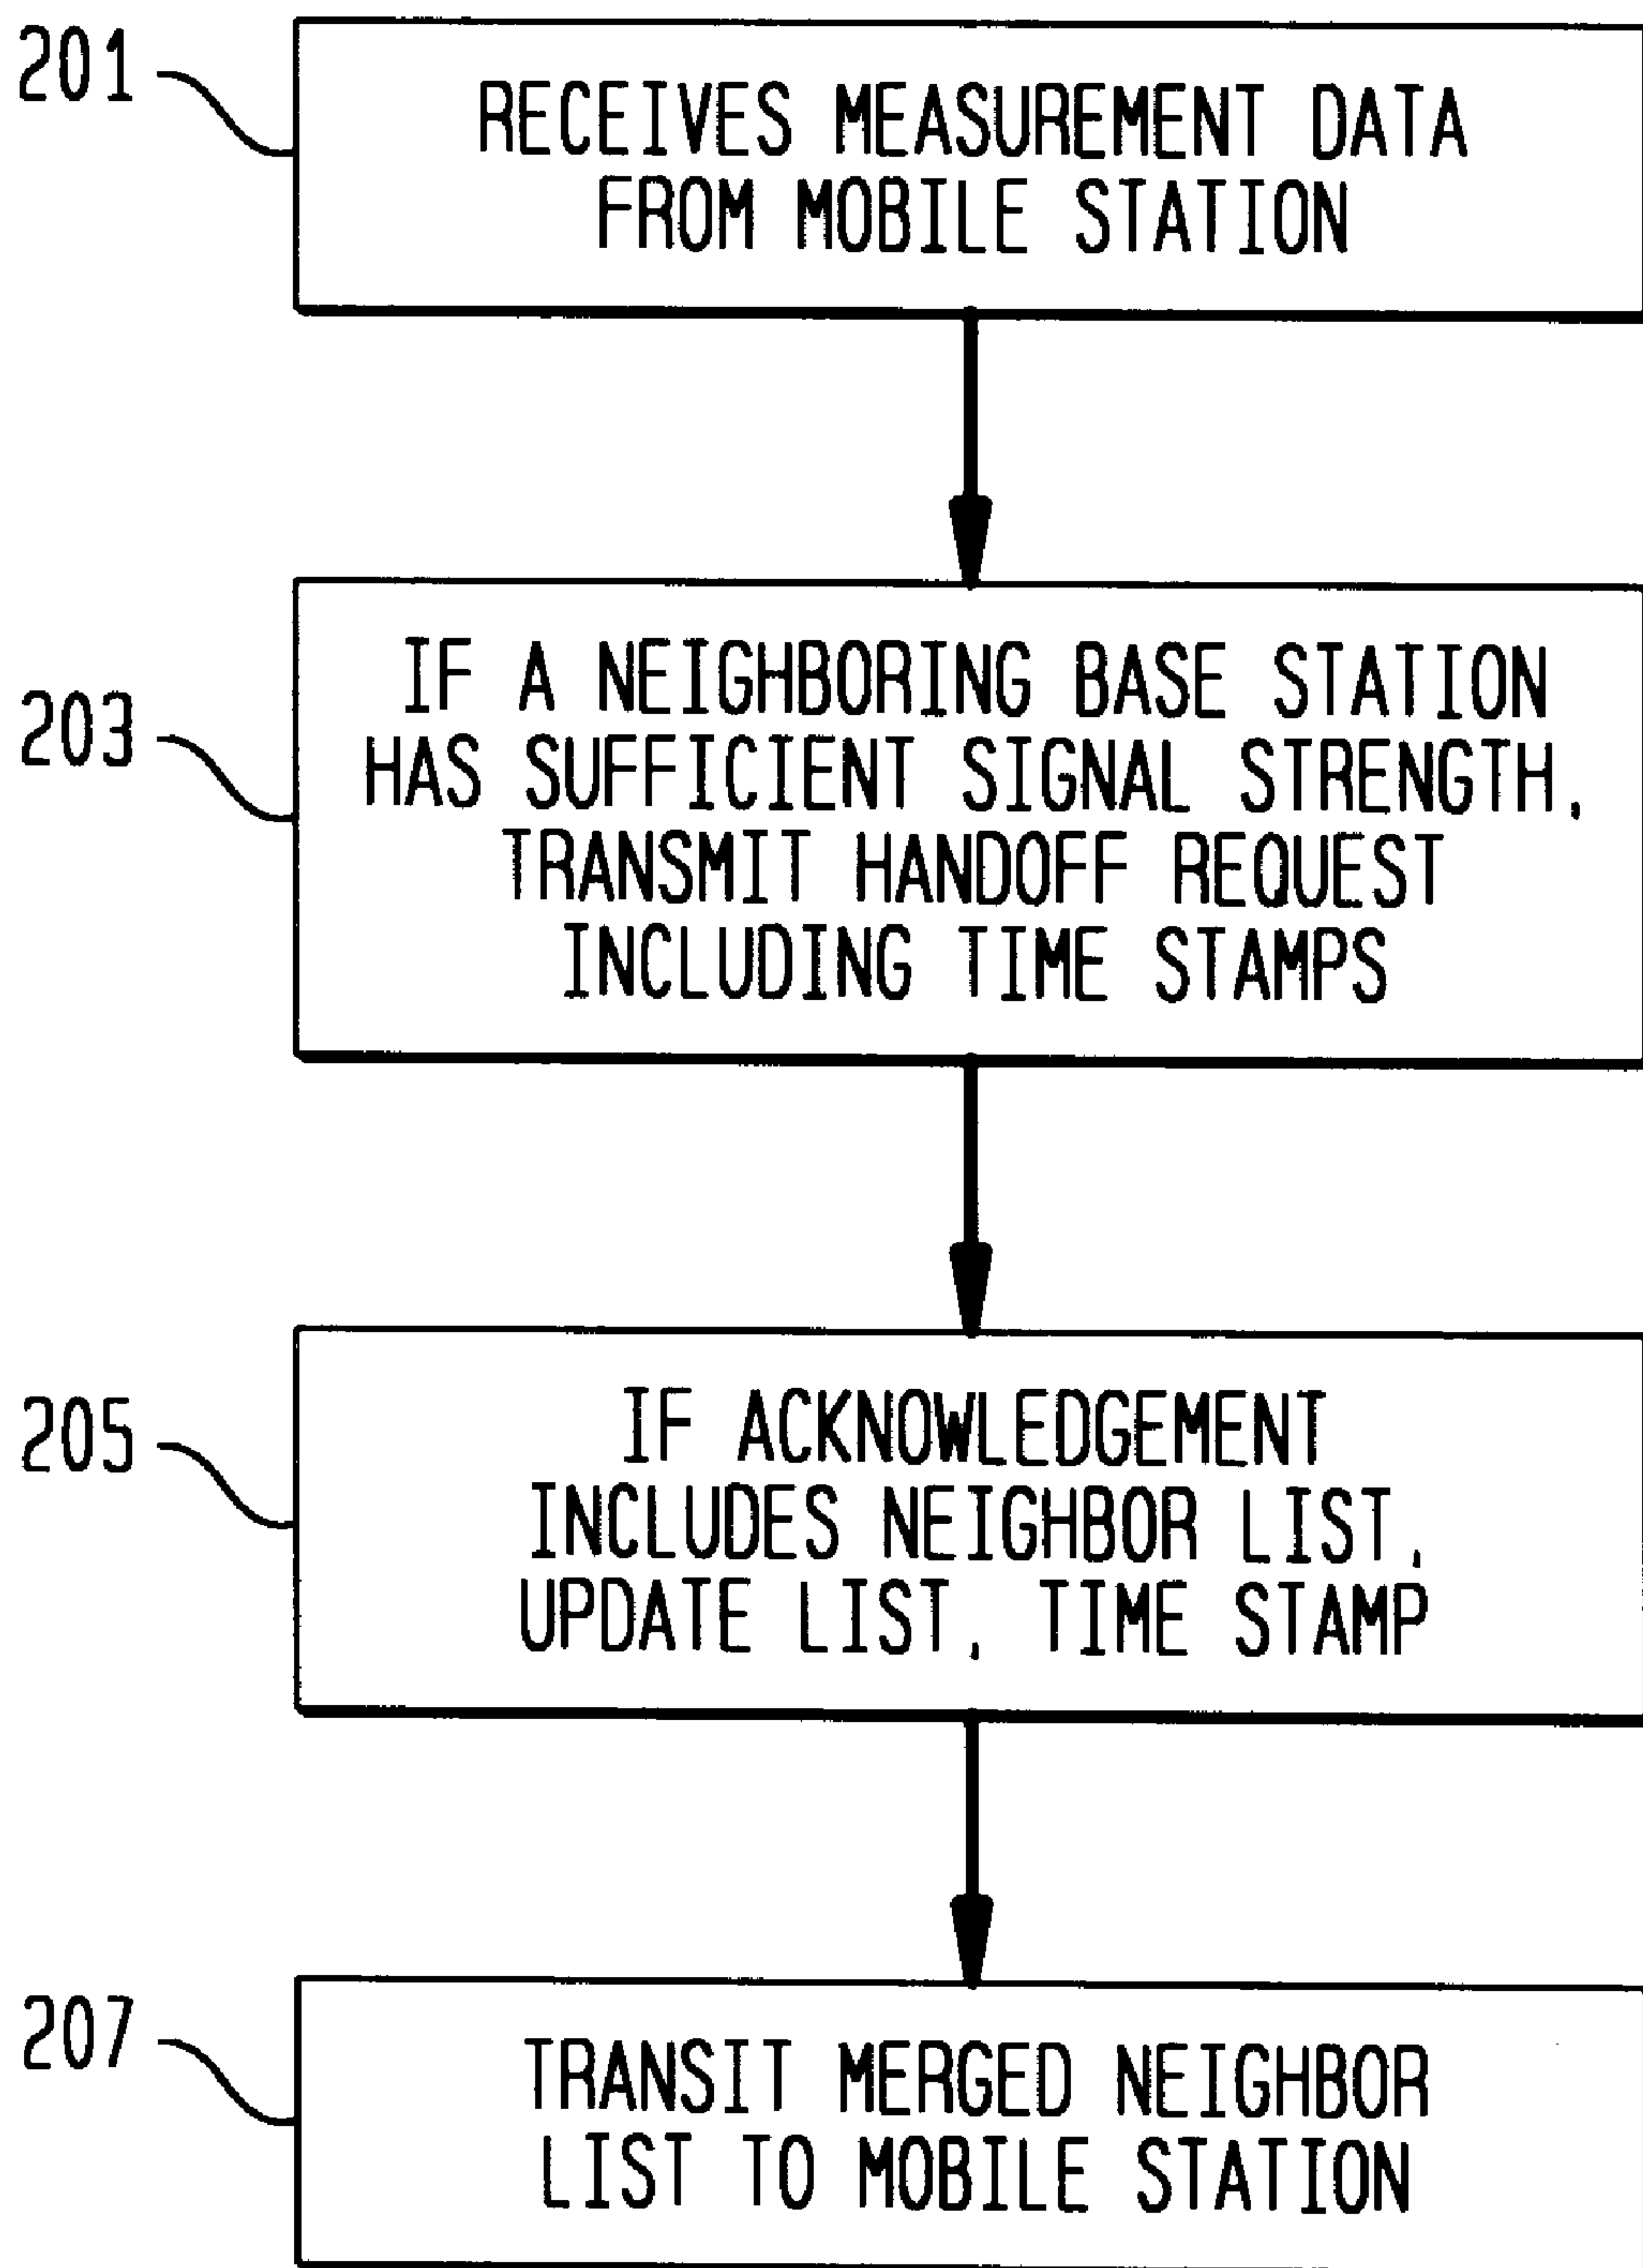 201
RECEIVES MEASUREMENT DATA
FROM MOBILE STATION
203
IF A NEIGHBORING BASE STATION
HAS SUFFICIENT SIGNAL STRENGTH,
TRANSMIT HANDOFF REQUEST
INCLUDING TIME STAMPS
205
IF ACKNOWLEDGEMENT
INCLUDES NEIGHBOR LIST,
UPDATE LIST, TIME STAMP
207
TRANSIT MERGED NEIGHBOR
LIST TO MOBILE STATION